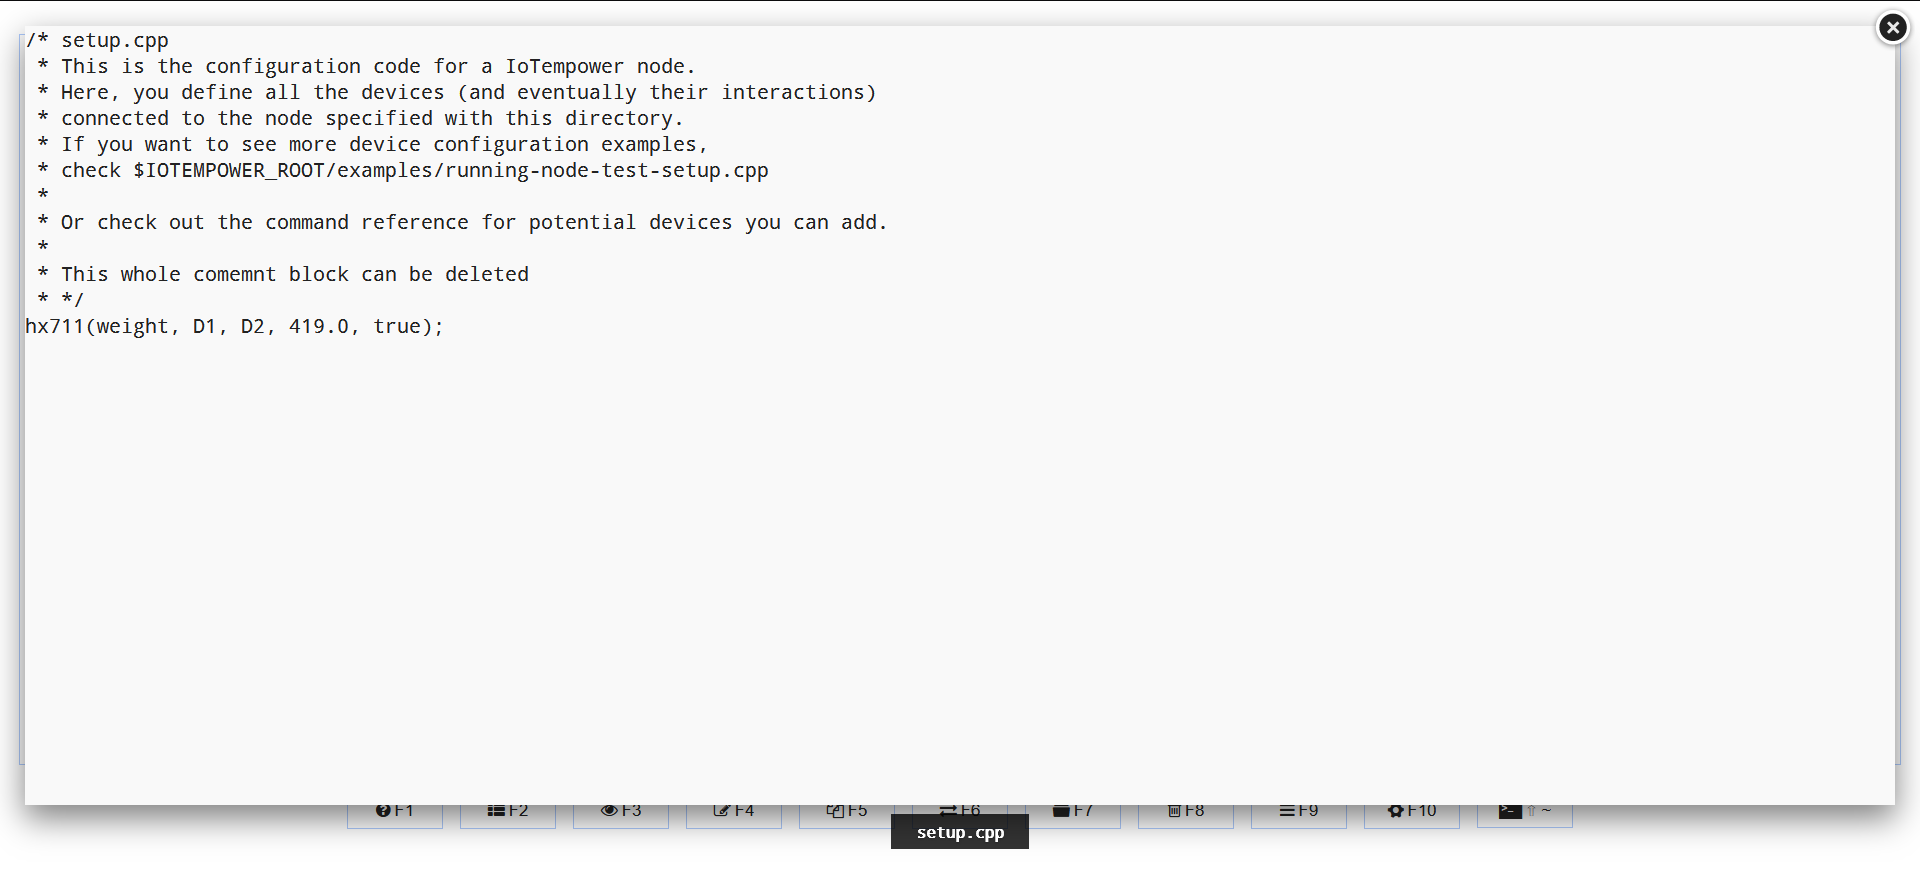 /* setup.cpp
 * This is the configuration code for a IoTempower node.
 * Here, you define all the devices (and eventually their interactions)
 * connected to the node specified with this directory.
 * If you want to see more device configuration examples,
 * check $IOTEMPOWER_ROOT/examples/running-node-test-setup.cpp
 *
 * Or check out the command reference for potential devices you can add.
 *
 * This whole comemnt block can be deleted
 * */
hx711(weight, D1, D2, 419.0, true);
F1 F2 F3 F4 F5 F6 F7 F8 F9 F10 >_ ⇧ ~
setup.cpp